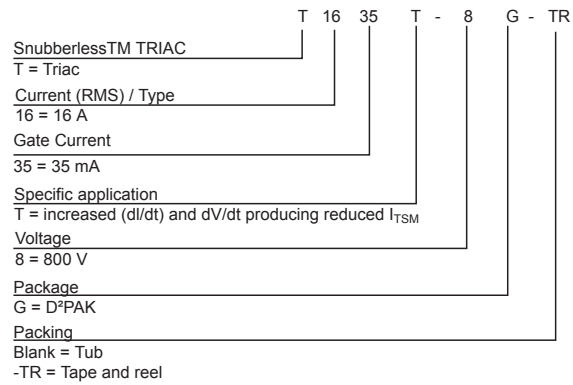 T 16 35 T - 8 G - TR
SnubberlessTM TRIAC
T = Triac
Current (RMS) / Type
16 = 16 A
Gate Current
35 = 35 mA
Specific application
T = increased (dI/dt) and dV/dt producing reduced ITSM
Voltage
8 = 800 V
Package
G = D²PAK
Packing
Blank = Tub
-TR = Tape and reel